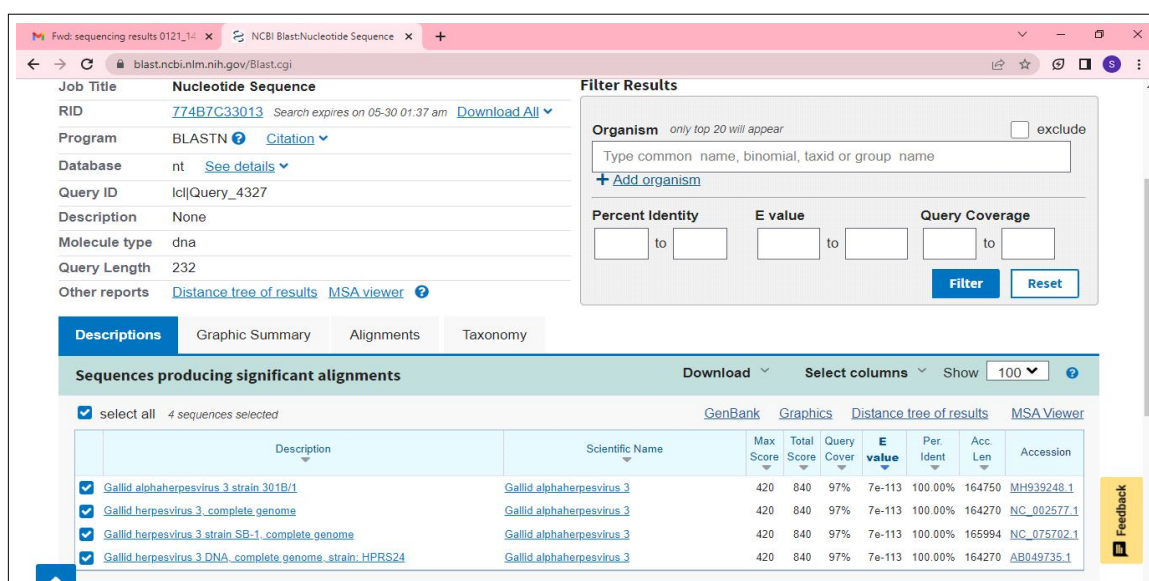 Fwd: sequencing results 0121_14
NCBI Blast:Nucleotide Sequence
blast.ncbi.nlm.nih.gov/Blast.cgi
S
Job Title Nucleotide Sequence
RID 774B7C33013 Search expires on 05-30 01:37 am Download All
Program BLASTN ? Citation
Database nt See details
Query ID lcl|Query_4327
Description None
Molecule type dna
Query Length 232
Other reports Distance tree of results MSA viewer ?
Filter Results
Organism only top 20 will appear exclude
Type common name, binomial, taxid or group name
+ Add organism
Percent Identity E value Query Coverage
to to to
Filter Reset
Descriptions Graphic Summary Alignments Taxonomy
Sequences producing significant alignments Download Select columns Show 100 ?
select all 4 sequences selected GenBank Graphics Distance tree of results MSA Viewer
Description Scientific Name Max Score Total Score Query Cover E value Per. Ident Acc. Len Accession
Gallid alphaherpesvirus 3 strain 301B/1 Gallid alphaherpesvirus 3 420 840 97% 7e-113 100.00% 164750 MH939248.1
Gallid herpesvirus 3, complete genome Gallid alphaherpesvirus 3 420 840 97% 7e-113 100.00% 164270 NC_002577.1
Gallid herpesvirus 3 strain SB-1, complete genome Gallid alphaherpesvirus 3 420 840 97% 7e-113 100.00% 165994 NC_075702.1
Gallid herpesvirus 3 DNA, complete genome, strain: HPRS24 Gallid alphaherpesvirus 3 420 840 97% 7e-113 100.00% 164270 AB049735.1
Feedback